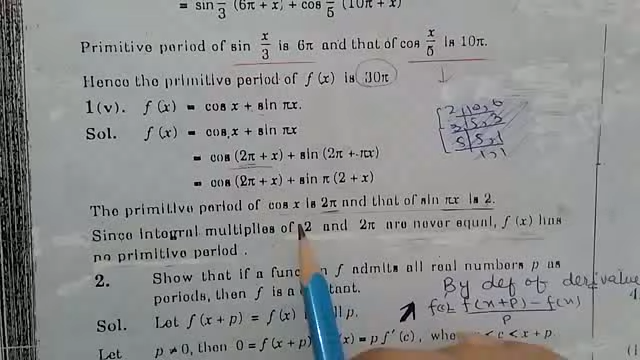 = sin 1/3 (6π + x) + cos 1/5 (10π + x)
Primitive period of sin x/3 is 6π and that of cos x/5 is 10π.
Hence the primitive period of f (x) is 30π
1(v). f (x) = cos x + sin πx.
Sol. f (x) = cos x + sin πx
= cos (2π + x) + sin (2π + πx)
= cos (2π + x) + sin π (2 + x)
The primitive period of cos x is 2π and that of sin πx is 2.
Since integral multiples of 2 and 2π are never equal, f (x) has
no primitive period.
2. Show that if a function f admits all real numbers p as
periods, then f is a constant.
By def of derivative
Sol. Let f (x + p) = f (x) all p.
f(x+p) - f(x)
p
Let p ≠ 0, then 0 = f (x + p) (x) = p f ′ (c), where < c < x + p.